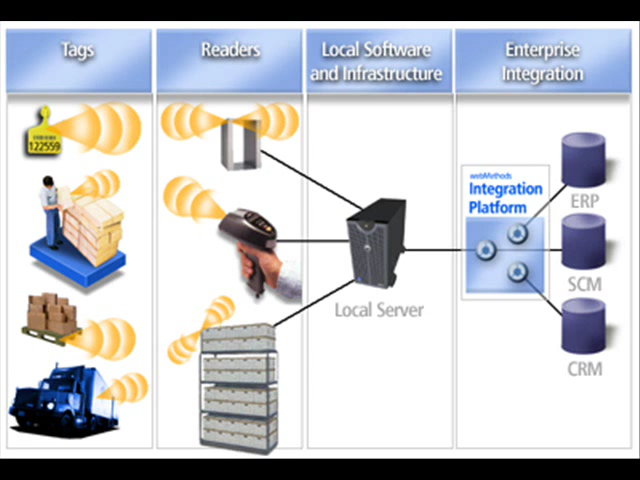 Tags
Readers
Local Software
and Infrastructure
Enterprise
Integration
122559
webMethods
Integration
Platform
ERP
SCM
CRM
Local Server